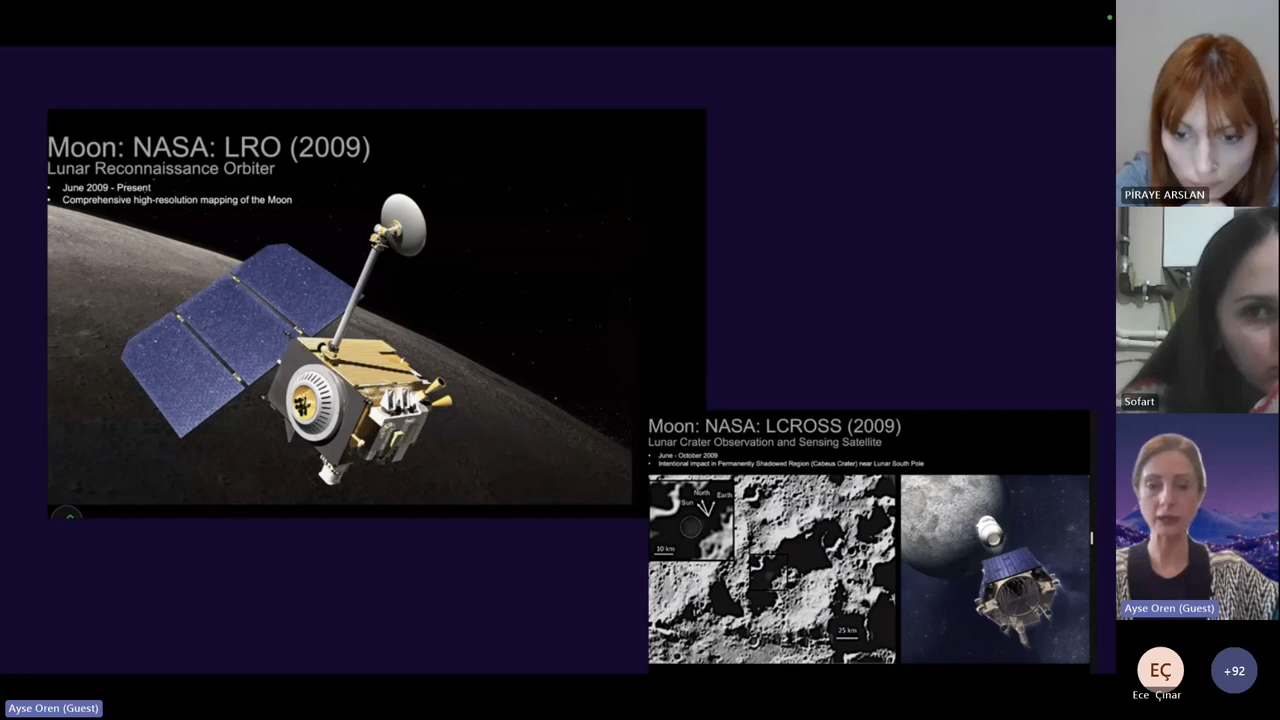 Moon: NASA: LRO (2009)
Lunar Reconnaissance Orbiter
• June 2009 - Present
• Comprehensive high-resolution mapping of the Moon
Moon: NASA: LCROSS (2009)
Lunar Crater Observation and Sensing Satellite
• June - October 2009
• Intentional impact in Permanently Shadowed Region (Cabeus Crater) near Lunar South Pole
North
Sun
Earth
10 km
25 km
PİRAYE ARSLAN
Sofart
Ayse Oren (Guest)
EÇ
+92
Ece Çınar
Ayse Oren (Guest)